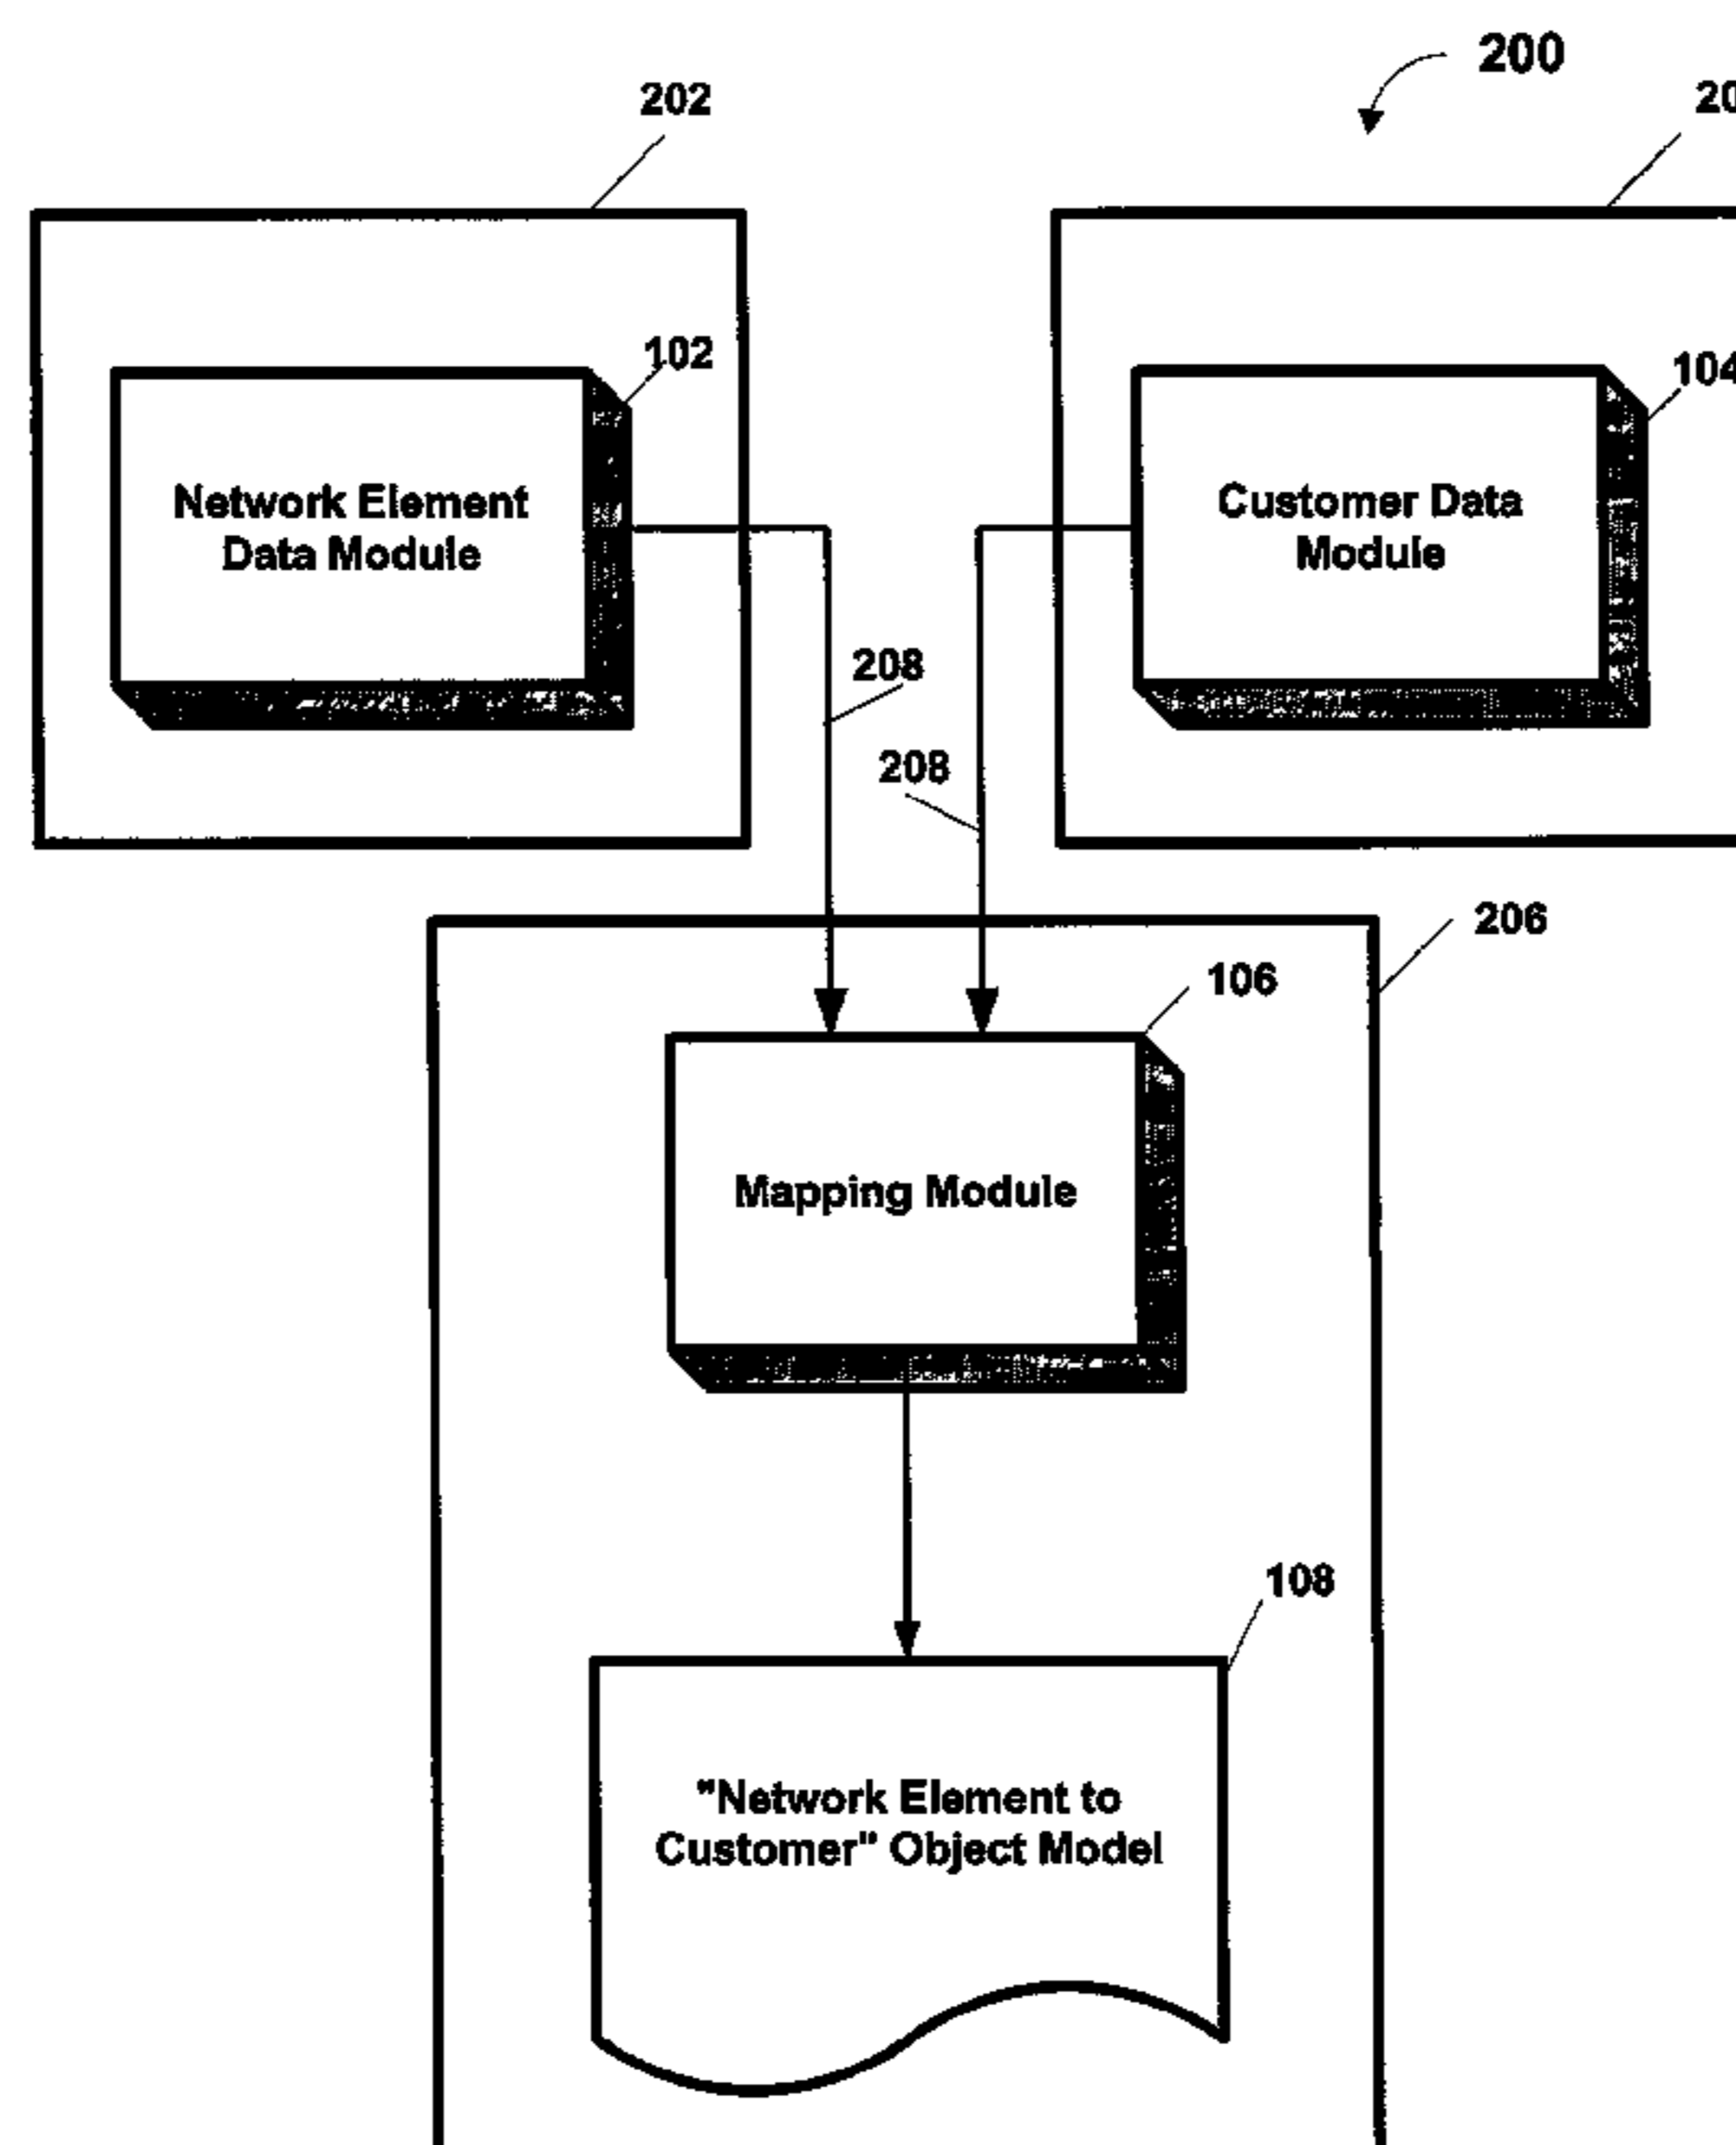 200
202
102
104
Network Element
Data Module
Customer Data
Module
208
208
206
106
Mapping Module
108
"Network Element to
Customer" Object Model